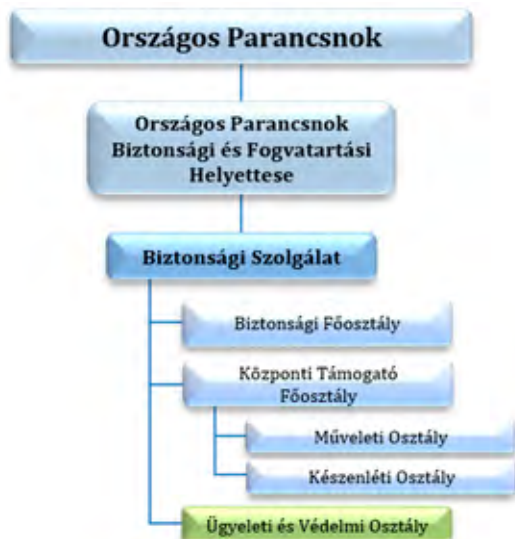 Országos Parancsnok
Országos Parancsnok
Biztonsági és Fogvatartási
Helyettese
Biztonsági Szolgálat
Biztonsági Főosztály
Központi Támogató
Főosztály
Műveleti Osztály
Készenléti Osztály
Ügyeleti és Védelmi Osztály